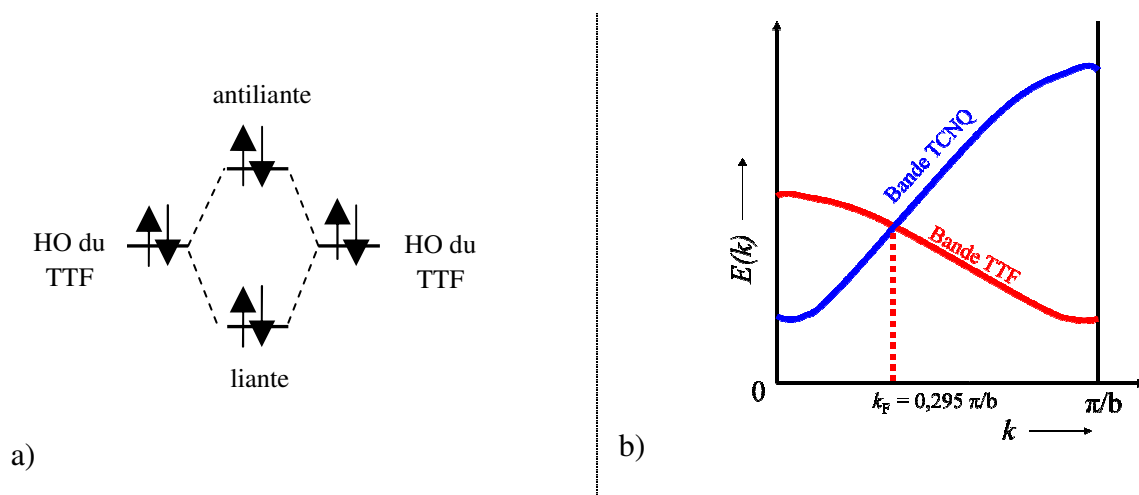 antiliante
HO du
TTF
HO du
TTF
liante
a)
E(k)
Bande TCNQ
Bande TTF
0
k_F = 0,295 π/b
π/b
k
b)